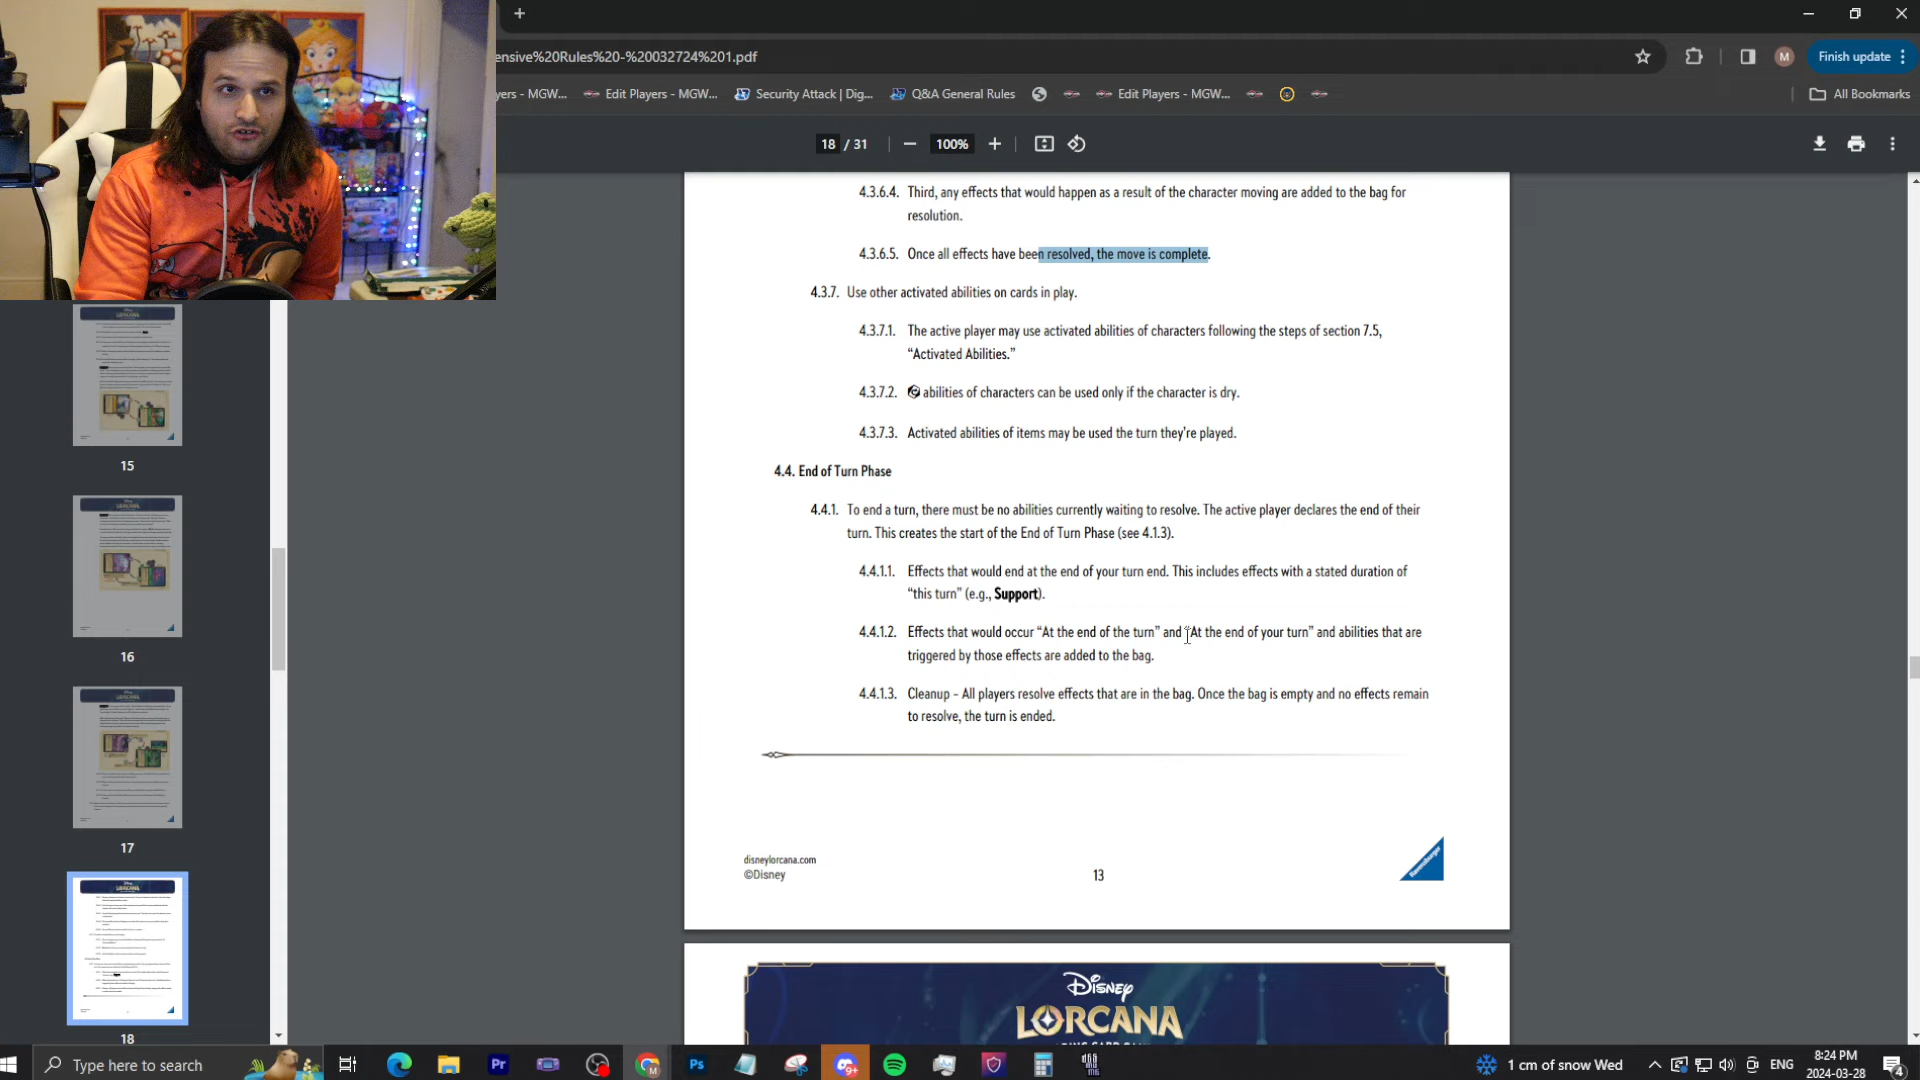 ensive%20Rules%20-%20032724%201.pdf
M
Finish update
yers - MGW...
Edit Players - MGW...
Security Attack | Dig...
Q&A General Rules
Edit Players - MGW...
All Bookmarks
18 / 31
100%
4.3.6.4. Third, any effects that would happen as a result of the character moving are added to the bag for
resolution.
4.3.6.5. Once all effects have been resolved, the move is complete.
4.3.7. Use other activated abilities on cards in play.
4.3.7.1. The active player may use activated abilities of characters following the steps of section 7.5,
“Activated Abilities.”
4.3.7.2. abilities of characters can be used only if the character is dry.
4.3.7.3. Activated abilities of items may be used the turn they’re played.
4.4. End of Turn Phase
4.4.1. To end a turn, there must be no abilities currently waiting to resolve. The active player declares the end of their
turn. This creates the start of the End of Turn Phase (see 4.1.3).
4.4.1.1. Effects that would end at the end of your turn end. This includes effects with a stated duration of
“this turn” (e.g., Support).
4.4.1.2. Effects that would occur “At the end of the turn” and “At the end of your turn” and abilities that are
triggered by those effects are added to the bag.
4.4.1.3. Cleanup – All players resolve effects that are in the bag. Once the bag is empty and no effects remain
to resolve, the turn is ended.
disneylorcana.com
©Disney
13
Ravensburger
Disney
LORCANA
15
16
17
18
Type here to search
Pr
Ps
9+
1 cm of snow Wed
ENG
8:24 PM
2024-03-28
4